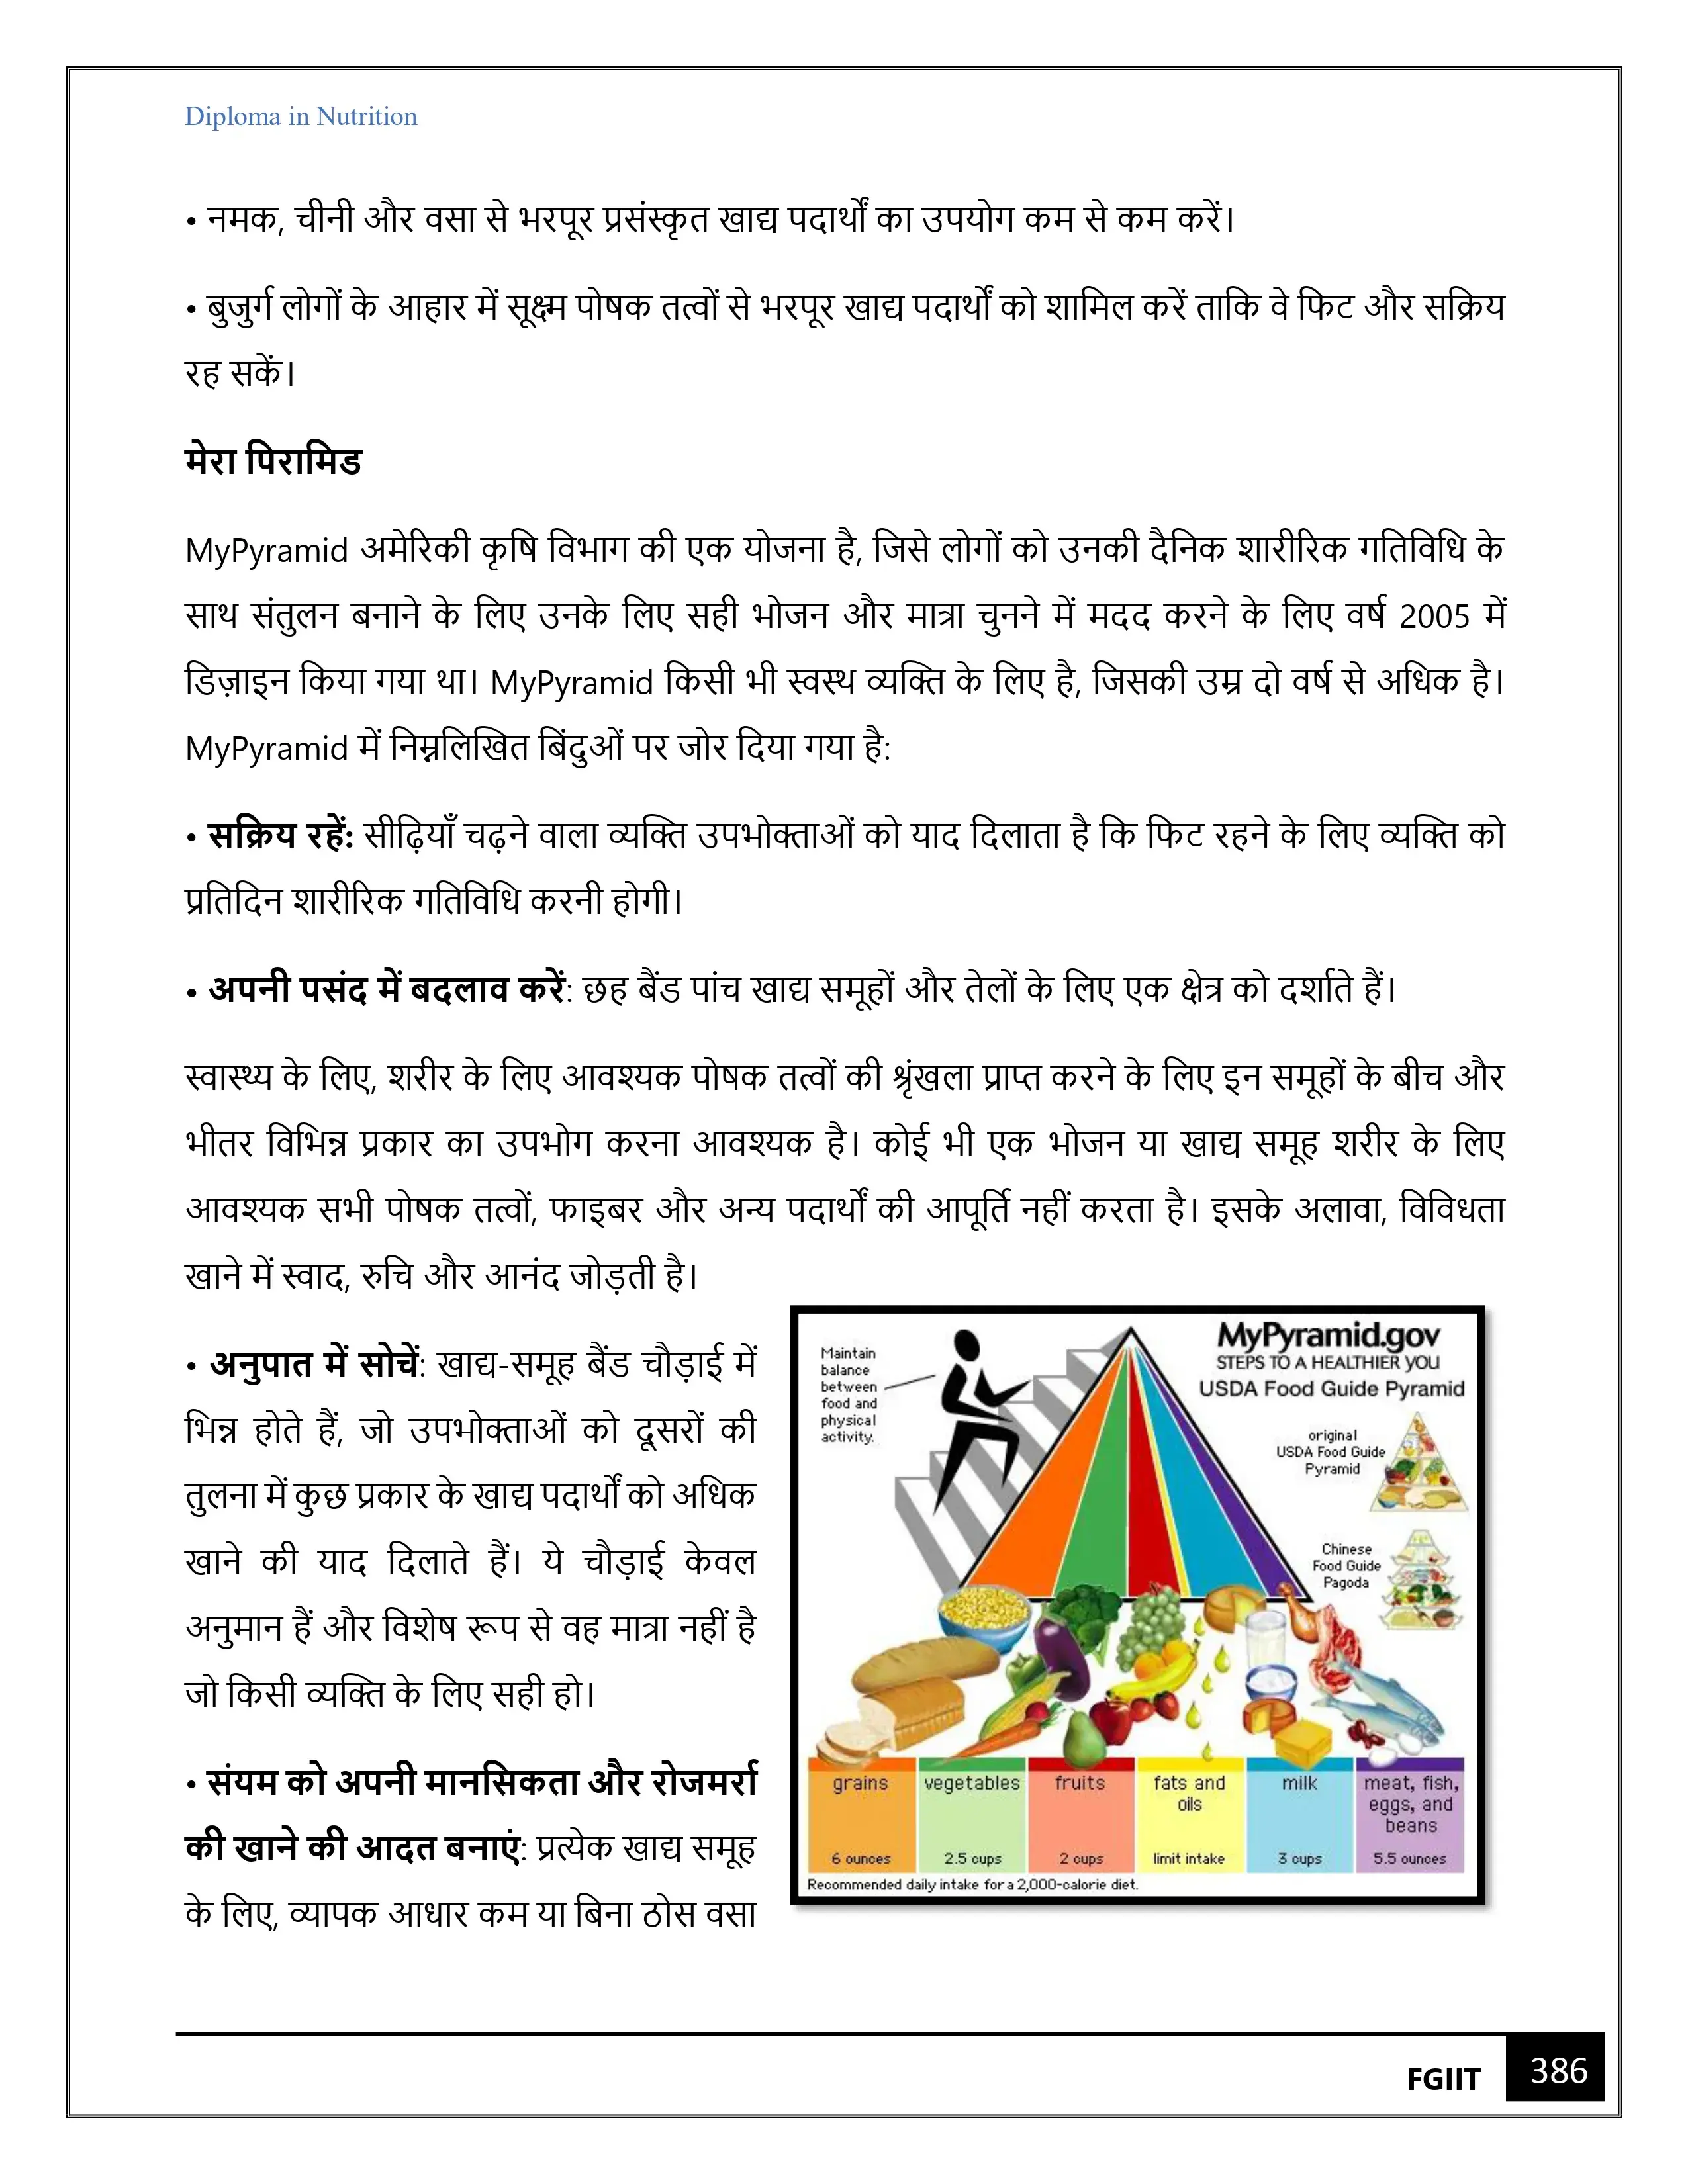 Diploma in Nutrition
• नमक, चीनी और वसा से भरपूर प्रसंस्कृत खाद्य पदार्थों का उपयोग कम से कम करें।
• बुजुर्ग लोगों के आहार में सूक्ष्म पोषक तत्वों से भरपूर खाद्य पदार्थों को शामिल करें ताकि वे फिट और सक्रिय
रह सकें।
मेरा पिरामिड
MyPyramid अमेरिकी कृषि विभाग की एक योजना है, जिसे लोगों को उनकी दैनिक शारीरिक गतिविधि के
साथ संतुलन बनाने के लिए उनके लिए सही भोजन और मात्रा चुनने में मदद करने के लिए वर्ष 2005 में
डिज़ाइन किया गया था। MyPyramid किसी भी स्वस्थ व्यक्ति के लिए है, जिसकी उम्र दो वर्ष से अधिक है।
MyPyramid में निम्नलिखित बिंदुओं पर जोर दिया गया है:
• सक्रिय रहें: सीढ़ियाँ चढ़ने वाला व्यक्ति उपभोक्ताओं को याद दिलाता है कि फिट रहने के लिए व्यक्ति को
प्रतिदिन शारीरिक गतिविधि करनी होगी।
• अपनी पसंद में बदलाव करें: छह बैंड पांच खाद्य समूहों और तेलों के लिए एक क्षेत्र को दर्शाते हैं।
स्वास्थ्य के लिए, शरीर के लिए आवश्यक पोषक तत्वों की श्रृंखला प्राप्त करने के लिए इन समूहों के बीच और
भीतर विभिन्न प्रकार का उपभोग करना आवश्यक है। कोई भी एक भोजन या खाद्य समूह शरीर के लिए
आवश्यक सभी पोषक तत्वों, फाइबर और अन्य पदार्थों की आपूर्ति नहीं करता है। इसके अलावा, विविधता
खाने में स्वाद, रुचि और आनंद जोड़ती है।
• अनुपात में सोचें: खाद्य-समूह बैंड चौड़ाई में
भिन्न होते हैं, जो उपभोक्ताओं को दूसरों की
तुलना में कुछ प्रकार के खाद्य पदार्थों को अधिक
खाने की याद दिलाते हैं। ये चौड़ाई केवल
अनुमान हैं और विशेष रूप से वह मात्रा नहीं है
जो किसी व्यक्ति के लिए सही हो।
• संयम को अपनी मानसिकता और रोजमर्रा
की खाने की आदत बनाएं: प्रत्येक खाद्य समूह
के लिए, व्यापक आधार कम या बिना ठोस वसा
Maintain
balance
between
food and
physical
activity.
MyPyramid.gov
STEPS TO A HEALTHIER YOU
USDA Food Guide Pyramid
original
USDA Food Guide
Pyramid
Chinese
Food Guide
Pagoda
grains
6 ounces
vegetables
2.5 cups
fruits
2 cups
fats and
oils
limit intake
milk
3 cups
meat, fish,
eggs, and
beans
5.5 ounces
Recommended daily intake for a 2,000-calorie diet.
FGIIT 386